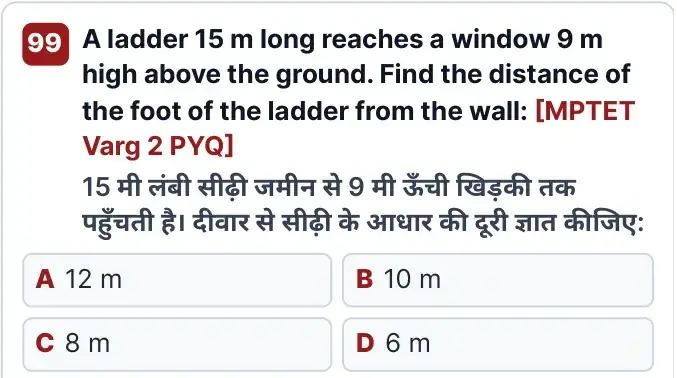 99 A ladder 15 m long reaches a window 9 m
high above the ground. Find the distance of
the foot of the ladder from the wall: [MPTET
Varg 2 PYQ]
15 मी लंबी सीढ़ी जमीन से 9 मी ऊँची खिड़की तक
पहुँचती है। दीवार से सीढ़ी के आधार की दूरी ज्ञात कीजिए:
A 12 m B 10 m
C 8 m D 6 m